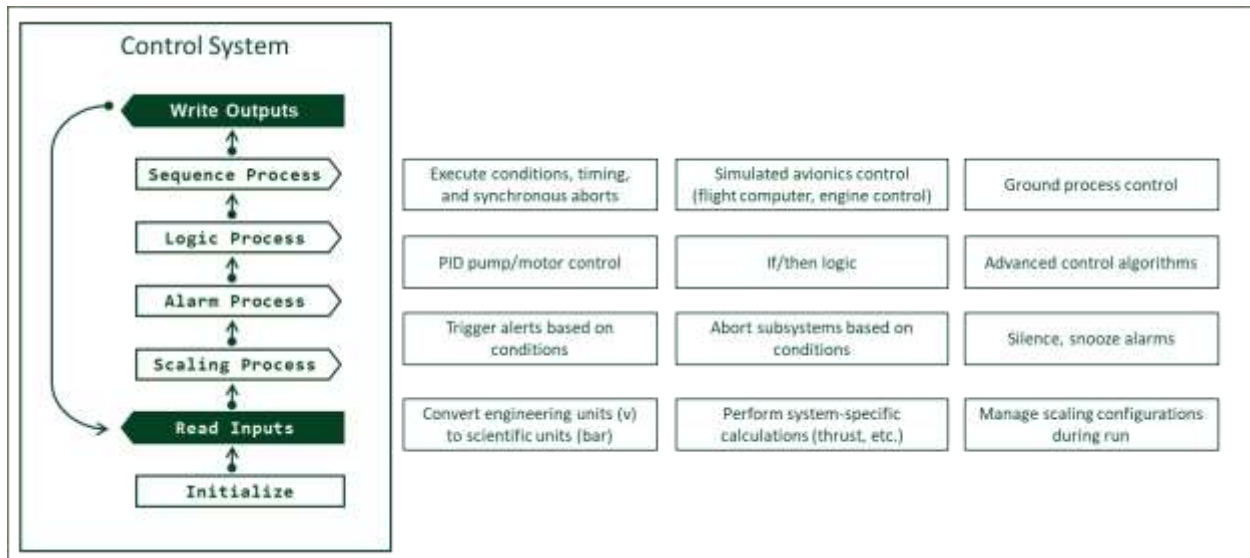 Control System
Write Outputs
Sequence Process
Execute conditions, timing,
and synchronous aborts
Simulated avionics control
(flight computer, engine control)
Ground process control
Logic Process
PID pump/motor control
If/then logic
Advanced control algorithms
Alarm Process
Trigger alerts based on
conditions
Abort subsystems based on
conditions
Silence, snooze alarms
Scaling Process
Read Inputs
Convert engineering units (v)
to scientific units (bar)
Perform system-specific
calculations (thrust, etc.)
Manage scaling configurations
during run
Initialize